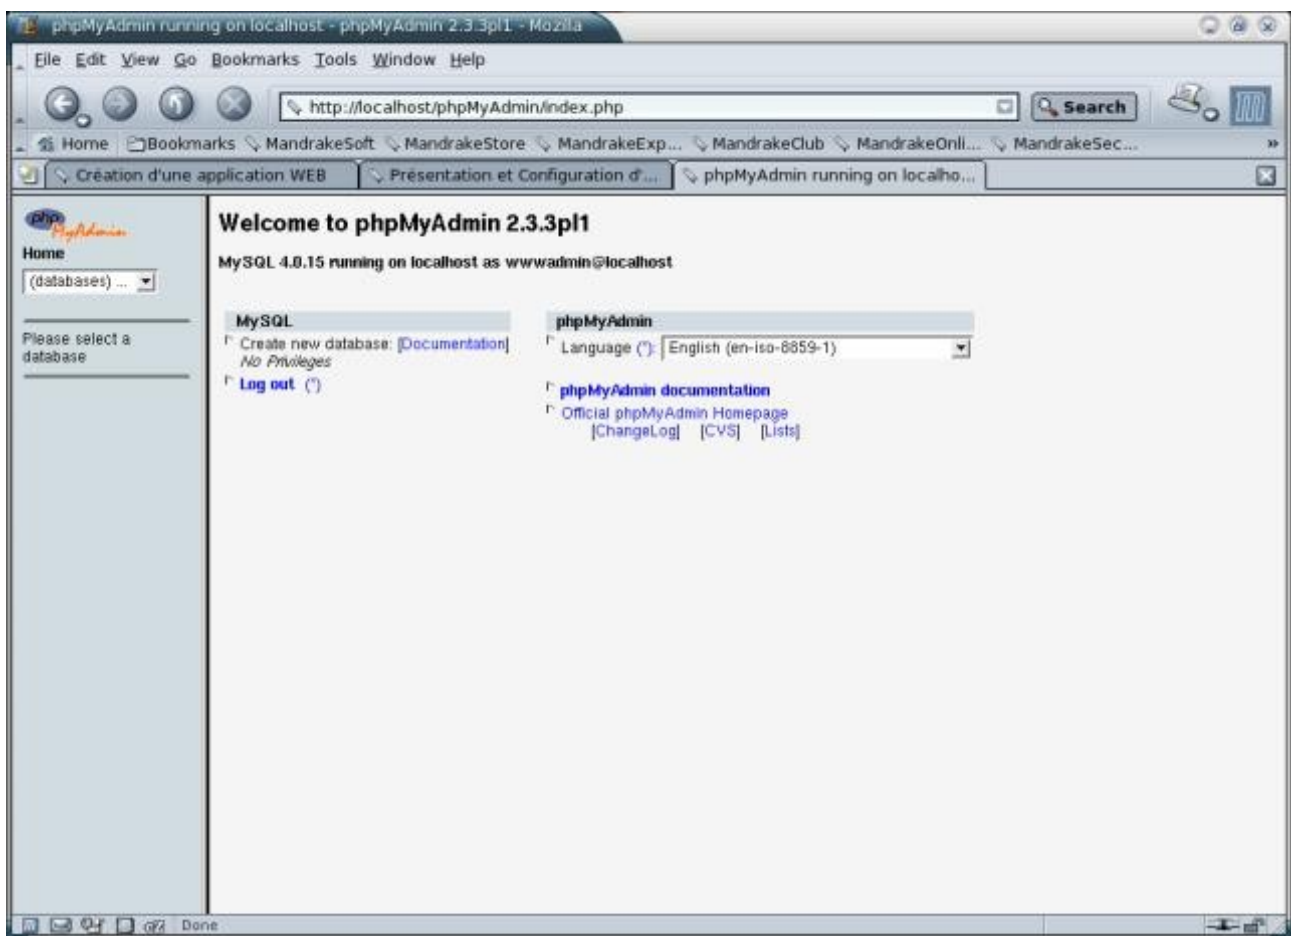 phpMyAdmin running on localhost - phpMyAdmin 2.3.3pl1 - Mozilla
File Edit View Go Bookmarks Tools Window Help
http://localhost/phpMyAdmin/index.php
Search
Home Bookmarks MandrakeSoft MandrakeStore MandrakeExp... MandrakeClub MandrakeOnli... MandrakeSec... »
Création d'une application WEB
Présentation et Configuration d'...
phpMyAdmin running on localho...
php
MyAdmin
Home
(databases) ...
Please select a
database
Welcome to phpMyAdmin 2.3.3pl1
MySQL 4.0.15 running on localhost as wwwadmin@localhost
MySQL
Create new database: [Documentation]
No Privileges
Log out (*)
phpMyAdmin
Language (*): English (en-iso-8859-1)
phpMyAdmin documentation
Official phpMyAdmin Homepage
[ChangeLog] [CVS] [Lists]
Done